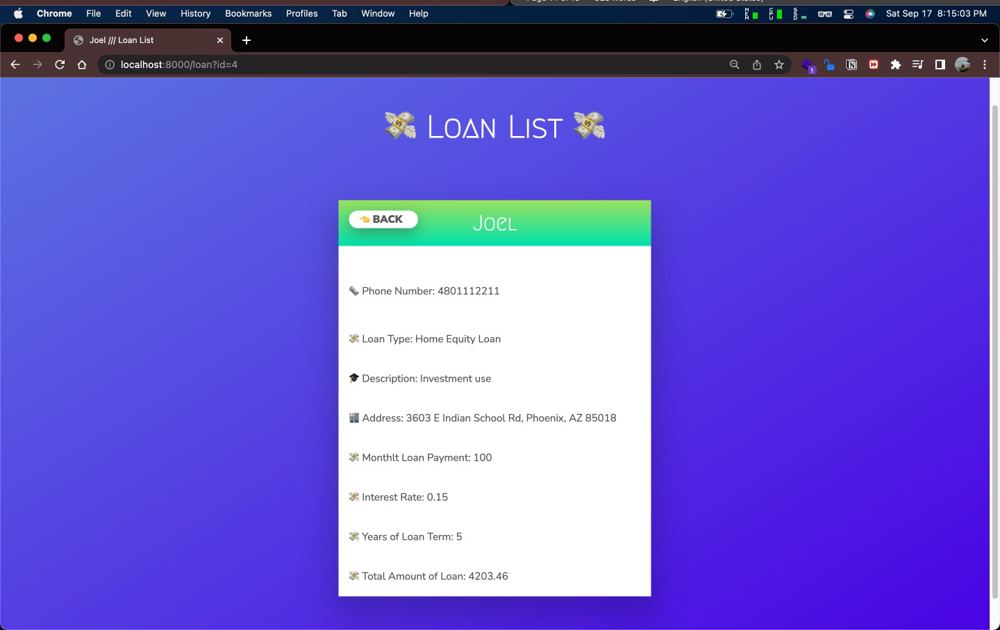 Chrome File Edit View History Bookmarks Profiles Tab Window Help Sat Sep 17 8:15:03 PM
Joel /// Loan List
localhost:8000/loan?id=4
1
Loan List
BACK
Joel
Phone Number: 4801112211
Loan Type: Home Equity Loan
Description: Investment use
Address: 3603 E Indian School Rd, Phoenix, AZ 85018
Monthlt Loan Payment: 100
Interest Rate: 0.15
Years of Loan Term: 5
Total Amount of Loan: 4203.46